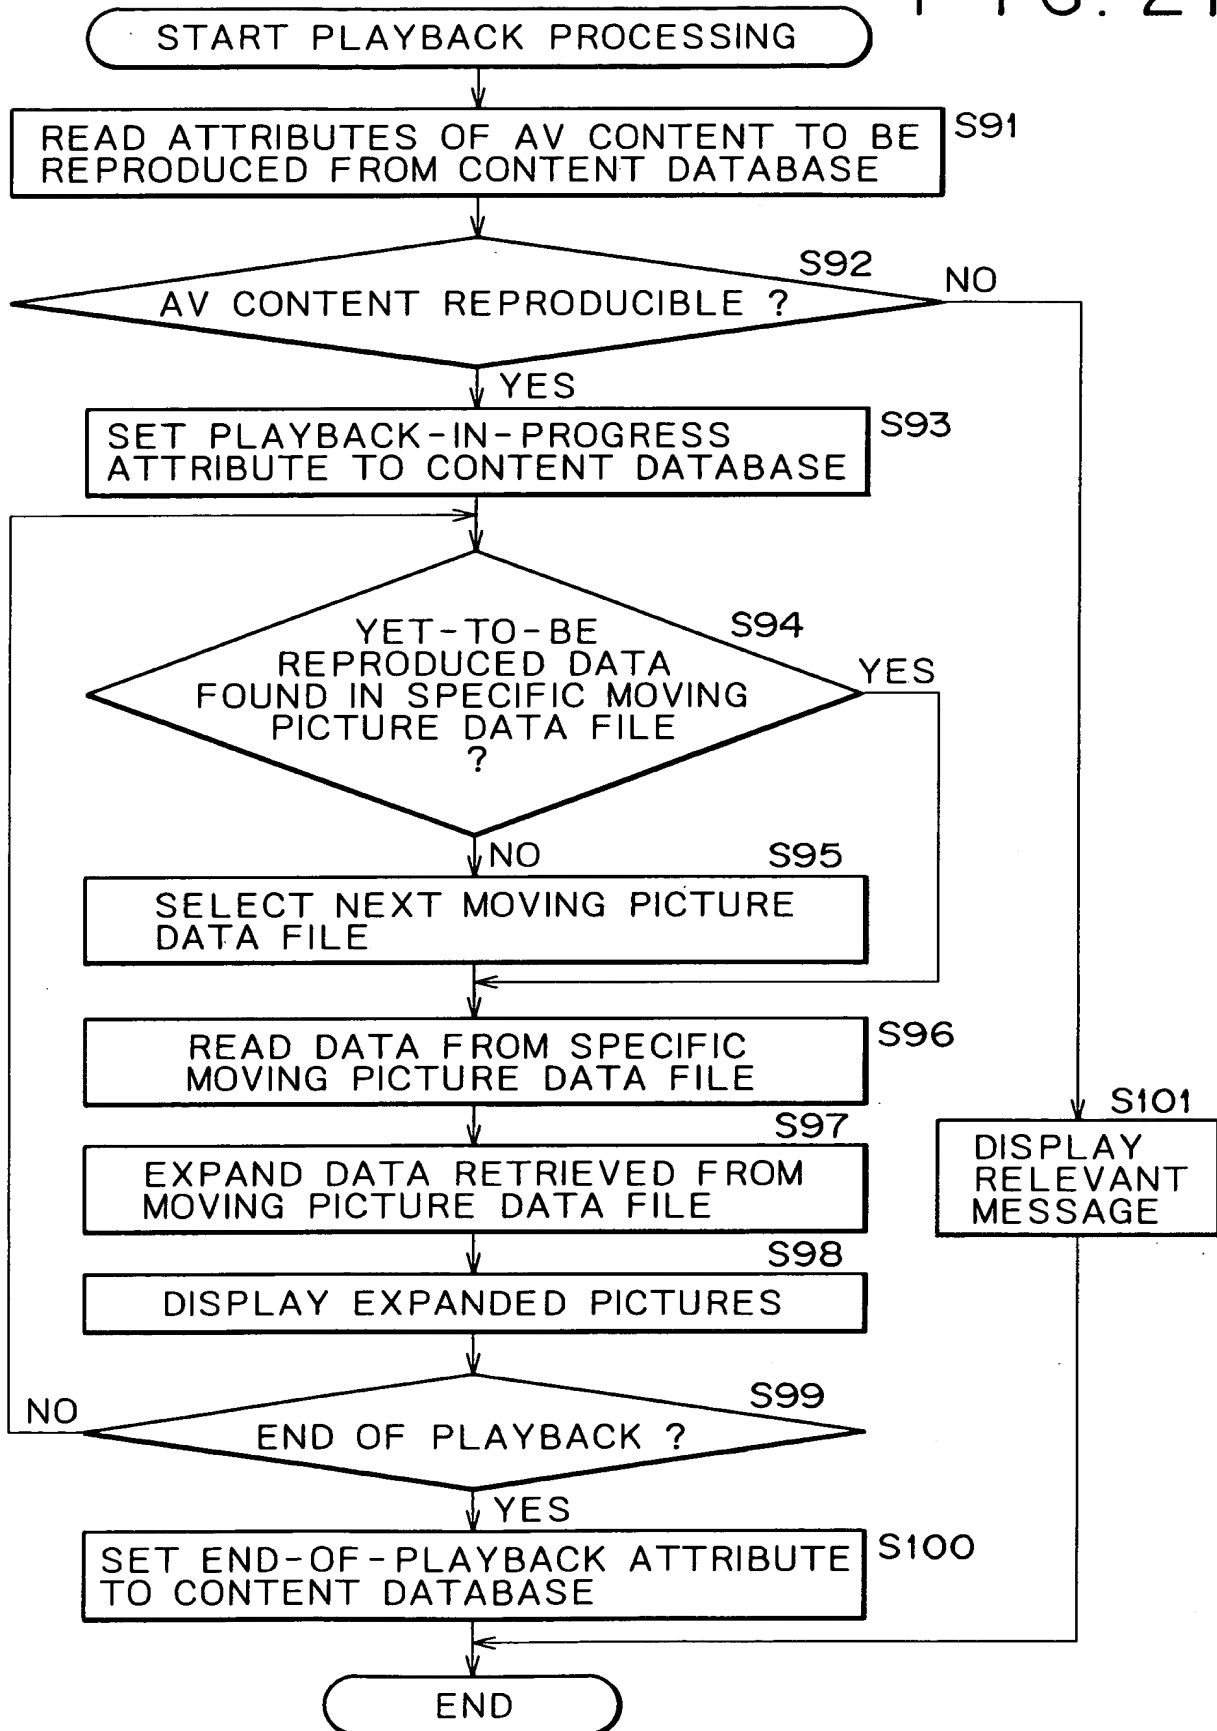 FIG. 21
START PLAYBACK PROCESSING
S91
READ ATTRIBUTES OF AV CONTENT TO BE
REPRODUCED FROM CONTENT DATABASE
S92
NO
AV CONTENT REPRODUCIBLE ?
YES
S93
SET PLAYBACK-IN-PROGRESS
ATTRIBUTE TO CONTENT DATABASE
S94
YET-TO-BE
REPRODUCED DATA
YES
FOUND IN SPECIFIC MOVING
PICTURE DATA FILE
?
NO
S95
SELECT NEXT MOVING PICTURE
DATA FILE
S96
READ DATA FROM SPECIFIC
MOVING PICTURE DATA FILE
S97
EXPAND DATA RETRIEVED FROM
MOVING PICTURE DATA FILE
S101
DISPLAY
RELEVANT
MESSAGE
S98
DISPLAY EXPANDED PICTURES
S99
NO
END OF PLAYBACK ?
YES
S100
SET END-OF-PLAYBACK ATTRIBUTE
TO CONTENT DATABASE
END